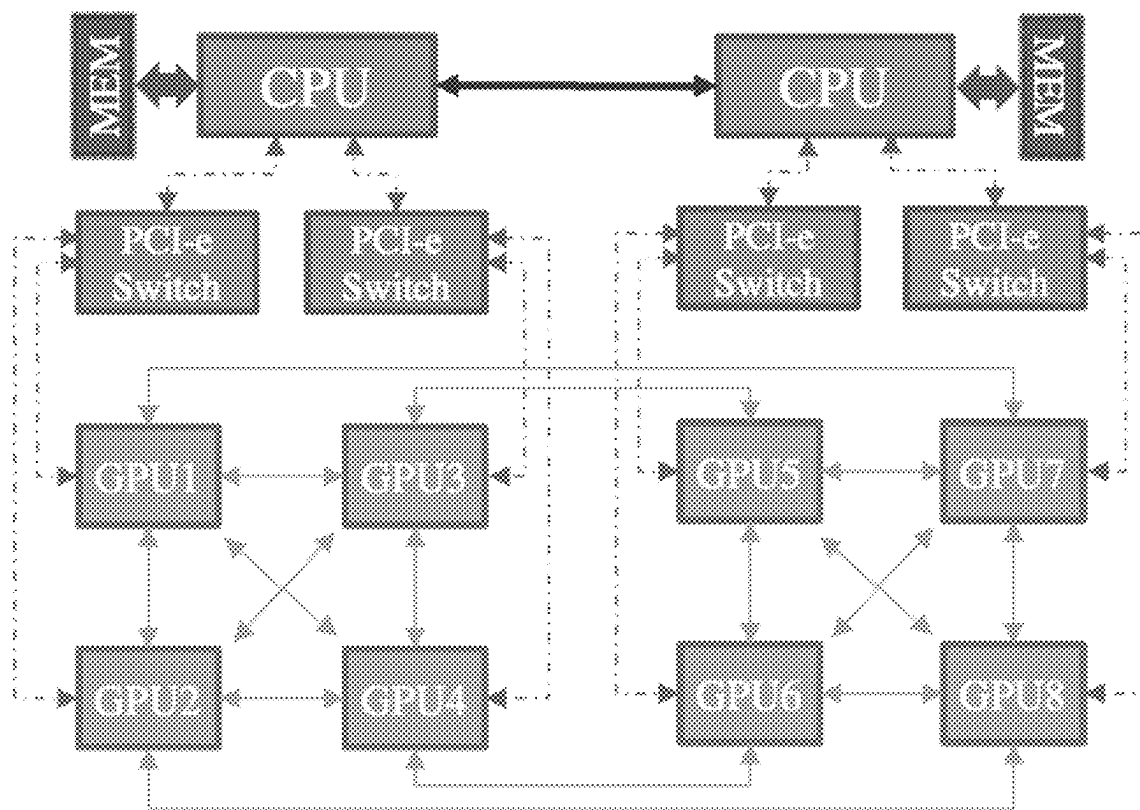 MEM
CPU
CPU
MEM
PCI-e
Switch
PCI-e
Switch
PCI-e
Switch
PCI-e
Switch
GPU1
GPU3
GPU5
GPU7
GPU2
GPU4
GPU6
GPU8